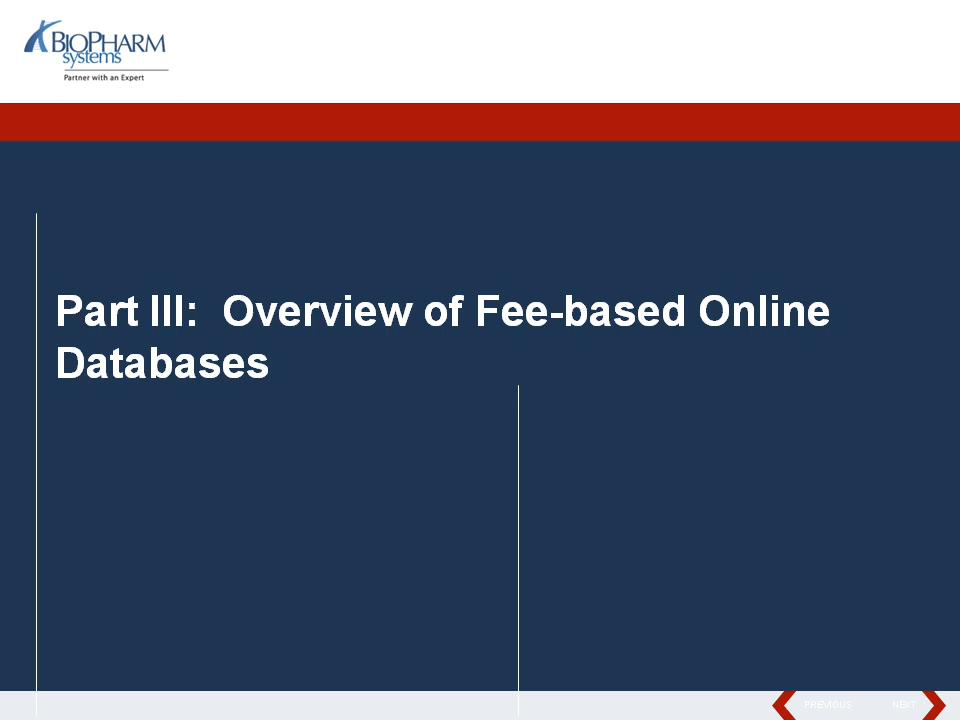 BIOPHARM
systems
Partner with an Expert
Part III:  Overview of Fee-based Online
Databases
PREVIOUS NEXT